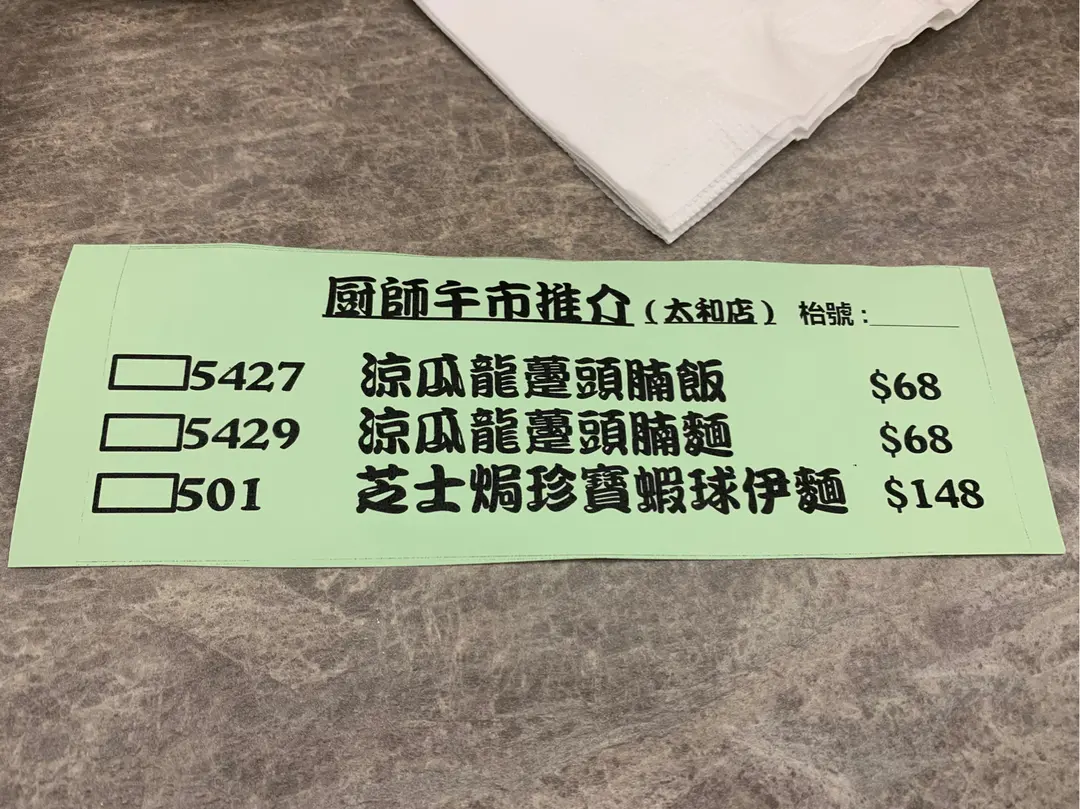 厨師午市推介(太和店) 枱號:______
5427 涼瓜龍躉頭腩飯 $68
5429 涼瓜龍躉頭腩麵 $68
501 芝士焗珍寶蝦球伊麵 $148